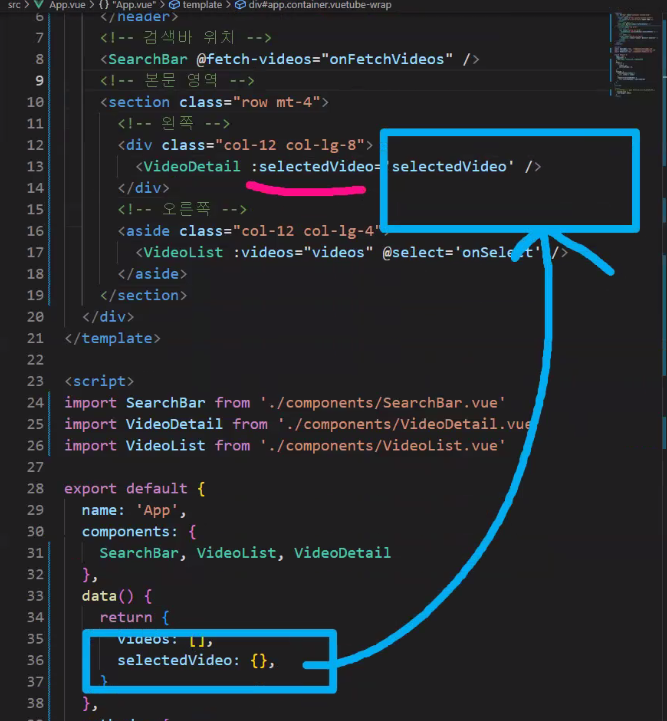 src > App.vue > {} "App.vue" > template > div#app.container.vuetube-wrap
6 </header>
7 <!-- 검색바 위치 -->
8 <SearchBar @fetch-videos="onFetchVideos" />
9 <!-- 본문 영역 -->
10 <section class="row mt-4">
11 <!-- 왼쪽 -->
12 <div class="col-12 col-lg-8">
13 <VideoDetail :selectedVideo='selectedVideo' />
14 </div>
15 <!-- 오른쪽 -->
16 <aside class="col-12 col-lg-4">
17 <VideoList :videos="videos" @select='onSelect' />
18 </aside>
19 </section>
20 </div>
21 </template>
22
23 <script>
24 import SearchBar from './components/SearchBar.vue'
25 import VideoDetail from './components/VideoDetail.vue'
26 import VideoList from './components/VideoList.vue'
27
28 export default {
29 name: 'App',
30 components: {
31 SearchBar, VideoList, VideoDetail
32 },
33 data() {
34 return {
35 videos: [],
36 selectedVideo: {},
37 }
38 },